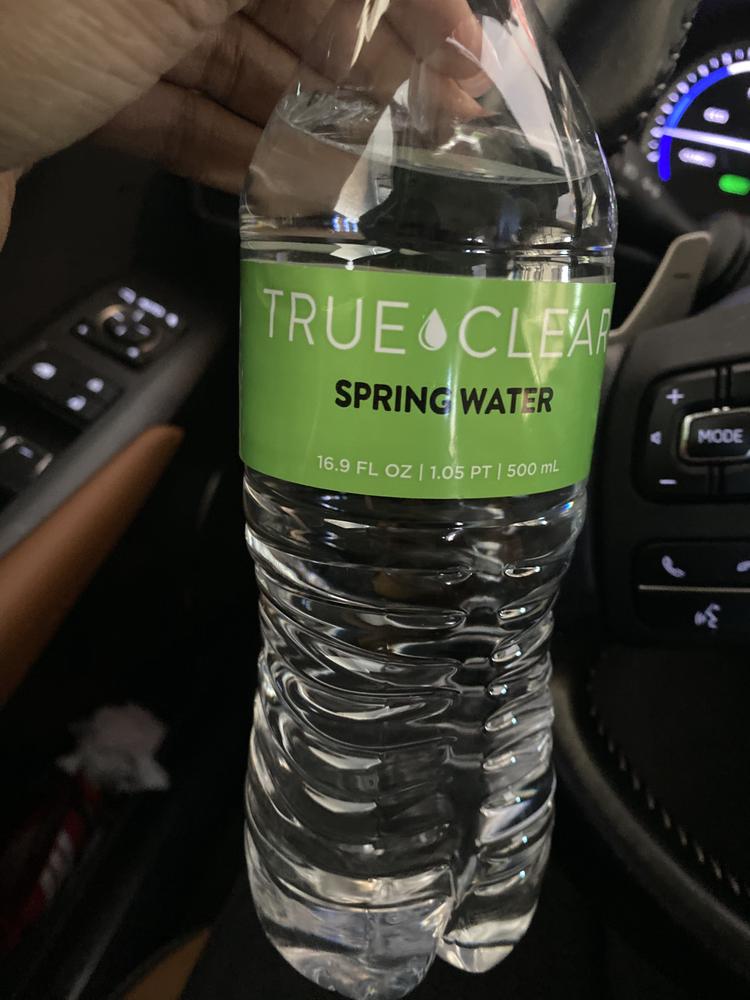 TRUE CLEAR
SPRING WATER
16.9 FL OZ | 1.05 PT | 500 mL
+
MODE
−